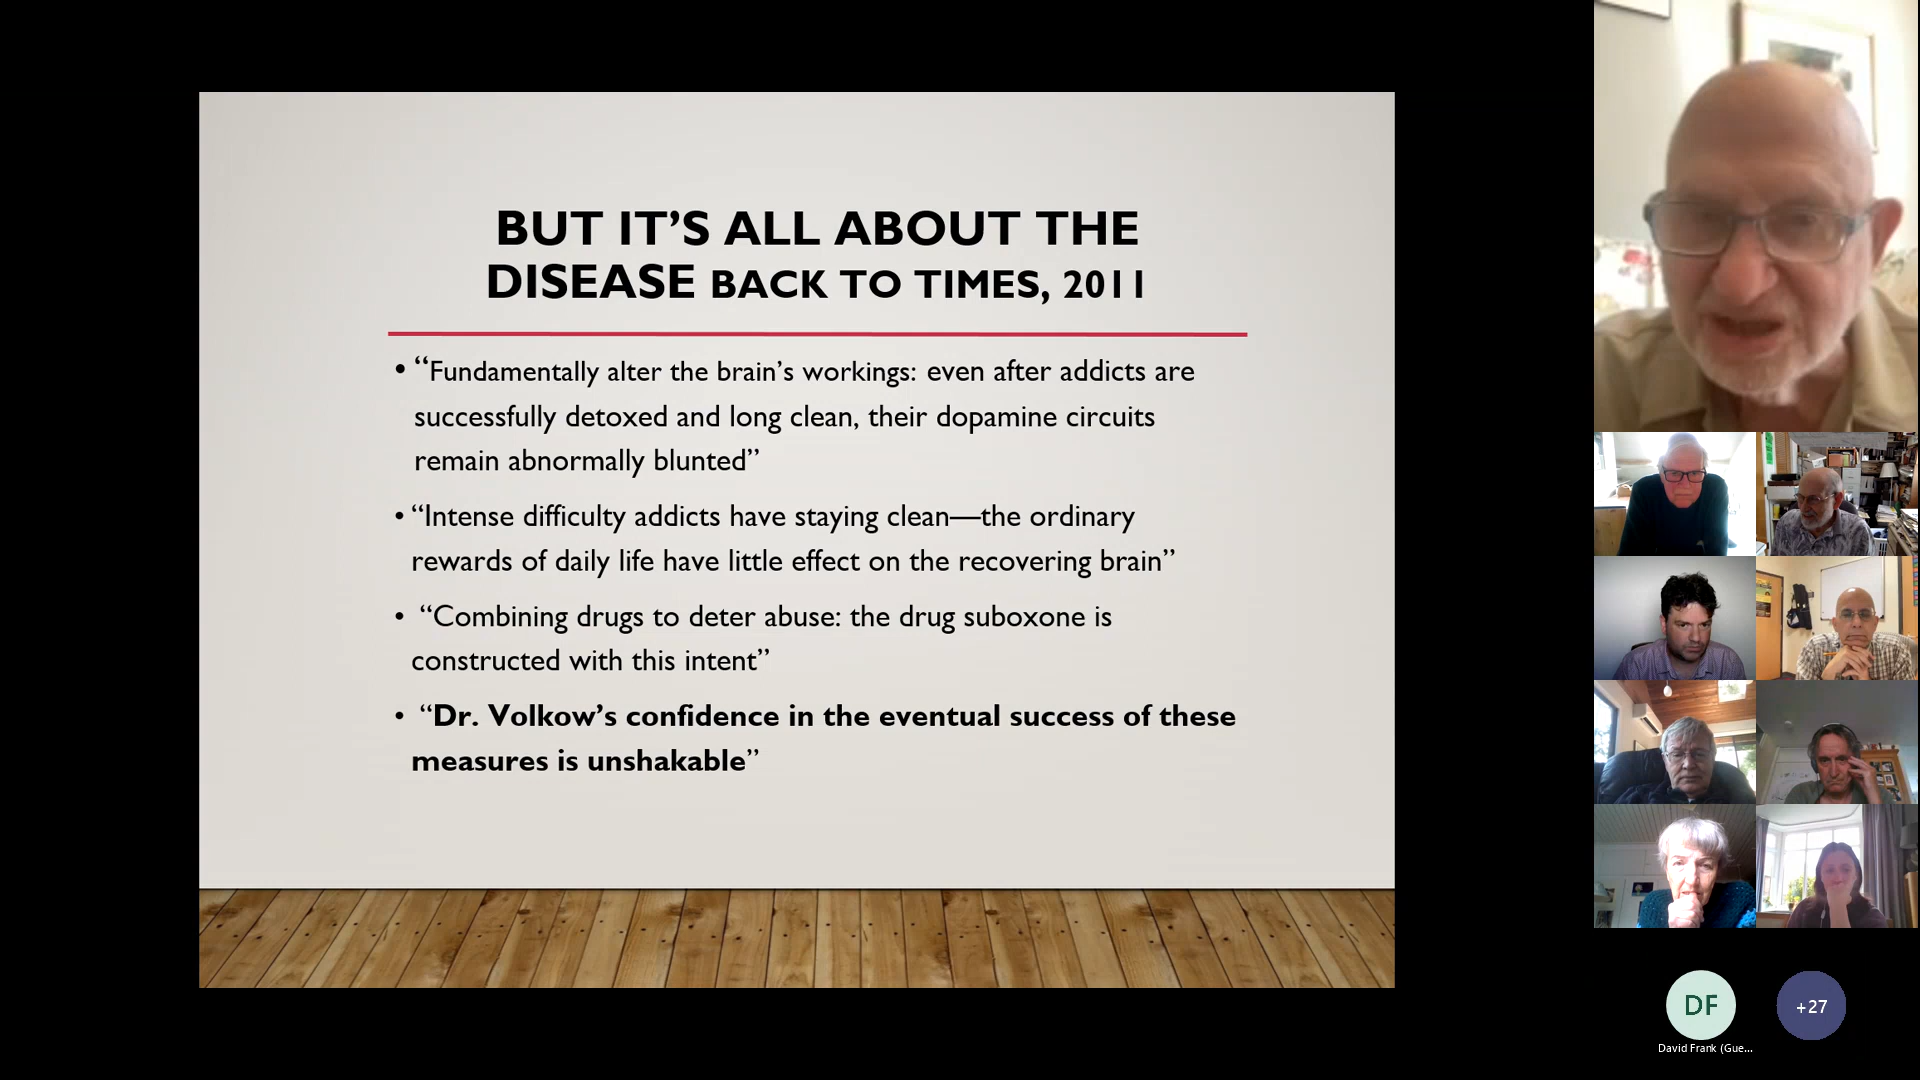 BUT IT’S ALL ABOUT THE
DISEASE BACK TO TIMES, 2011
• “Fundamentally alter the brain’s workings: even after addicts are
successfully detoxed and long clean, their dopamine circuits
remain abnormally blunted”
• “Intense difficulty addicts have staying clean—the ordinary
rewards of daily life have little effect on the recovering brain”
• “Combining drugs to deter abuse: the drug suboxone is
constructed with this intent”
• “Dr. Volkow’s confidence in the eventual success of these
measures is unshakable”
DF
+27
David Frank (Gue...